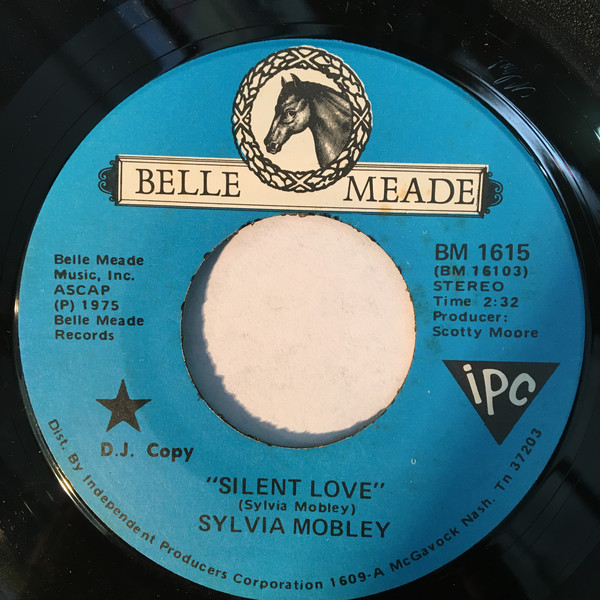 BELLE MEADE
Belle Meade
Music, Inc.
ASCAP
(P) 1975
Belle Meade
Records
BM 1615
(BM 16103)
STEREO
Time 2:32
Producer:
Scotty Moore
ipc
D.J. Copy
"SILENT LOVE"
(Sylvia Mobley)
SYLVIA MOBLEY
Dist. By Independent Producers Corporation 1609-A McGavock Nash. Tn 37203